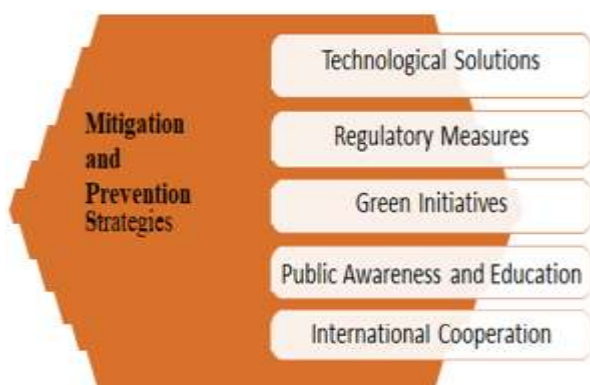 Mitigation
and
Prevention
Strategies
Technological Solutions
Regulatory Measures
Green Initiatives
Public Awareness and Education
International Cooperation